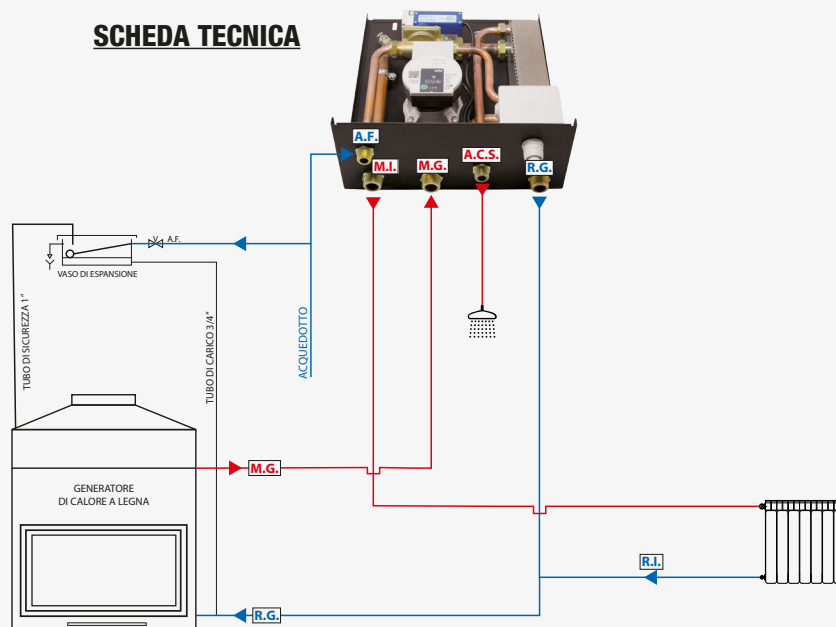 SCHEDA TECNICA
A.F.
M.I.
M.G.
A.C.S.
R.G.
V
A.F.
VASO DI ESPANSIONE
TUBO DI SICUREZZA 1"
TUBO DI CARICO 3/4"
ACQUEDOTTO
M.G.
GENERATORE
DI CALORE A LEGNA
R.I.
R.G.